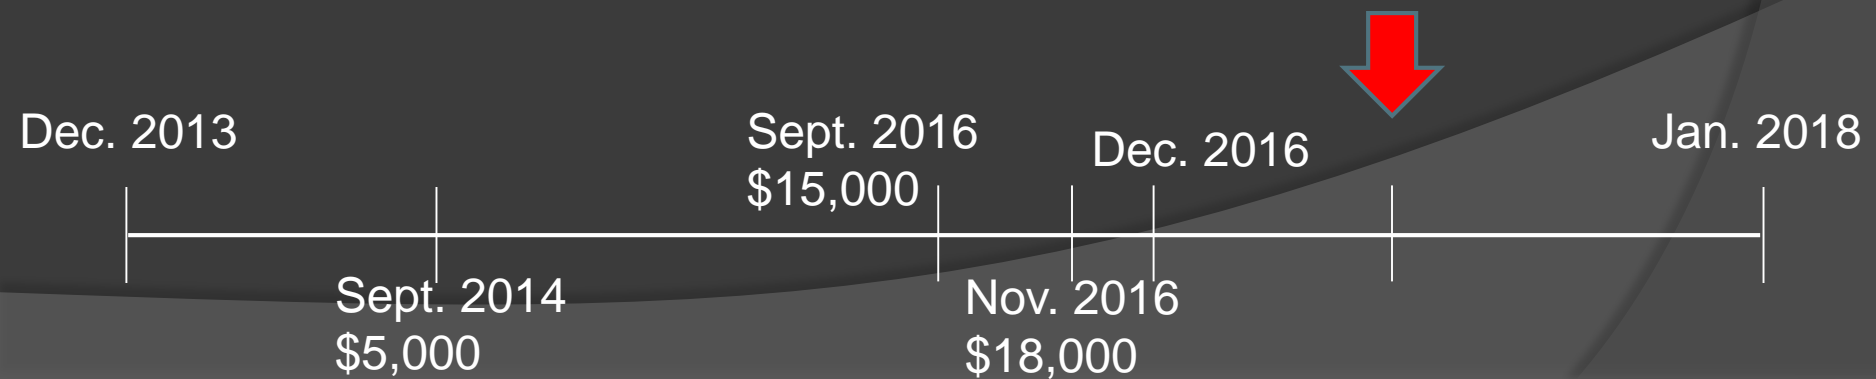 Dec. 2013
Sept. 2014
$5,000
Sept. 2016
$15,000
Nov. 2016
$18,000
Dec. 2016
Jan. 2018